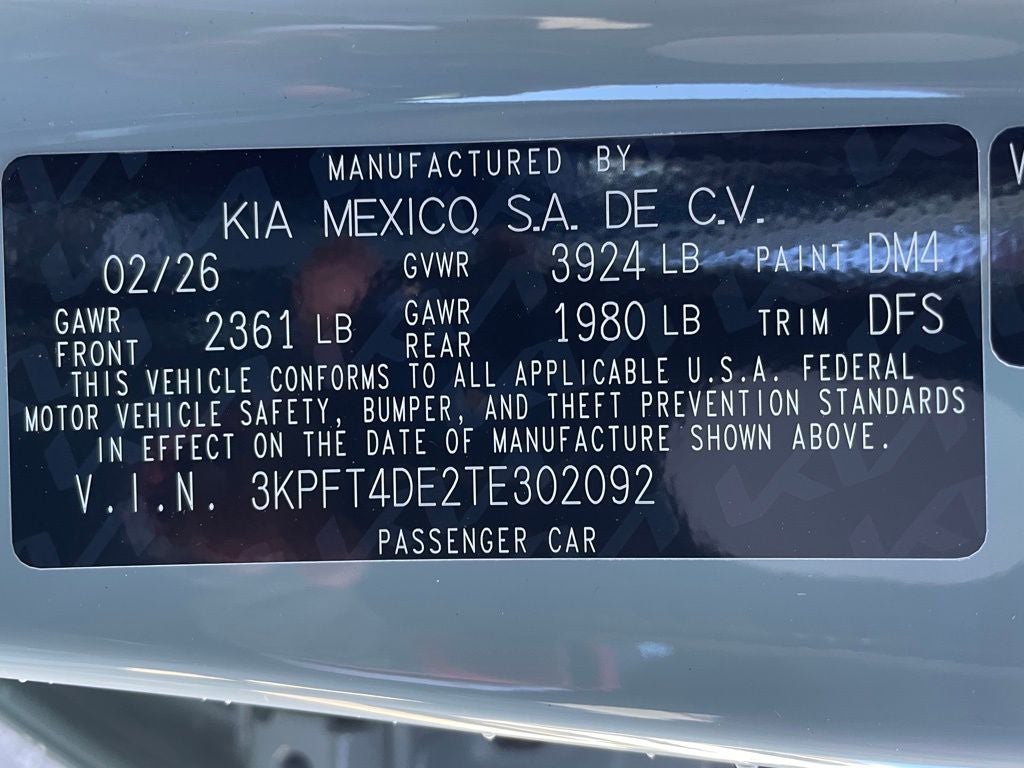 MANUFACTURED BY
KIA MEXICO, S.A. DE C.V.
02/26 GVWR 3924 LB PAINT DM4
GAWR FRONT 2361 LB GAWR REAR 1980 LB TRIM DFS
THIS VEHICLE CONFORMS TO ALL APPLICABLE U.S.A. FEDERAL
MOTOR VEHICLE SAFETY, BUMPER, AND THEFT PREVENTION STANDARDS
IN EFFECT ON THE DATE OF MANUFACTURE SHOWN ABOVE.
V.I.N. 3KPFT4DE2TE302092
PASSENGER CAR